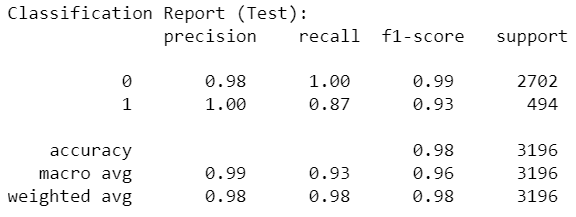 Classification Report (Test):
precision recall f1-score support
0 0.98 1.00 0.99 2702
1 1.00 0.87 0.93 494
accuracy 0.98 3196
macro avg 0.99 0.93 0.96 3196
weighted avg 0.98 0.98 0.98 3196